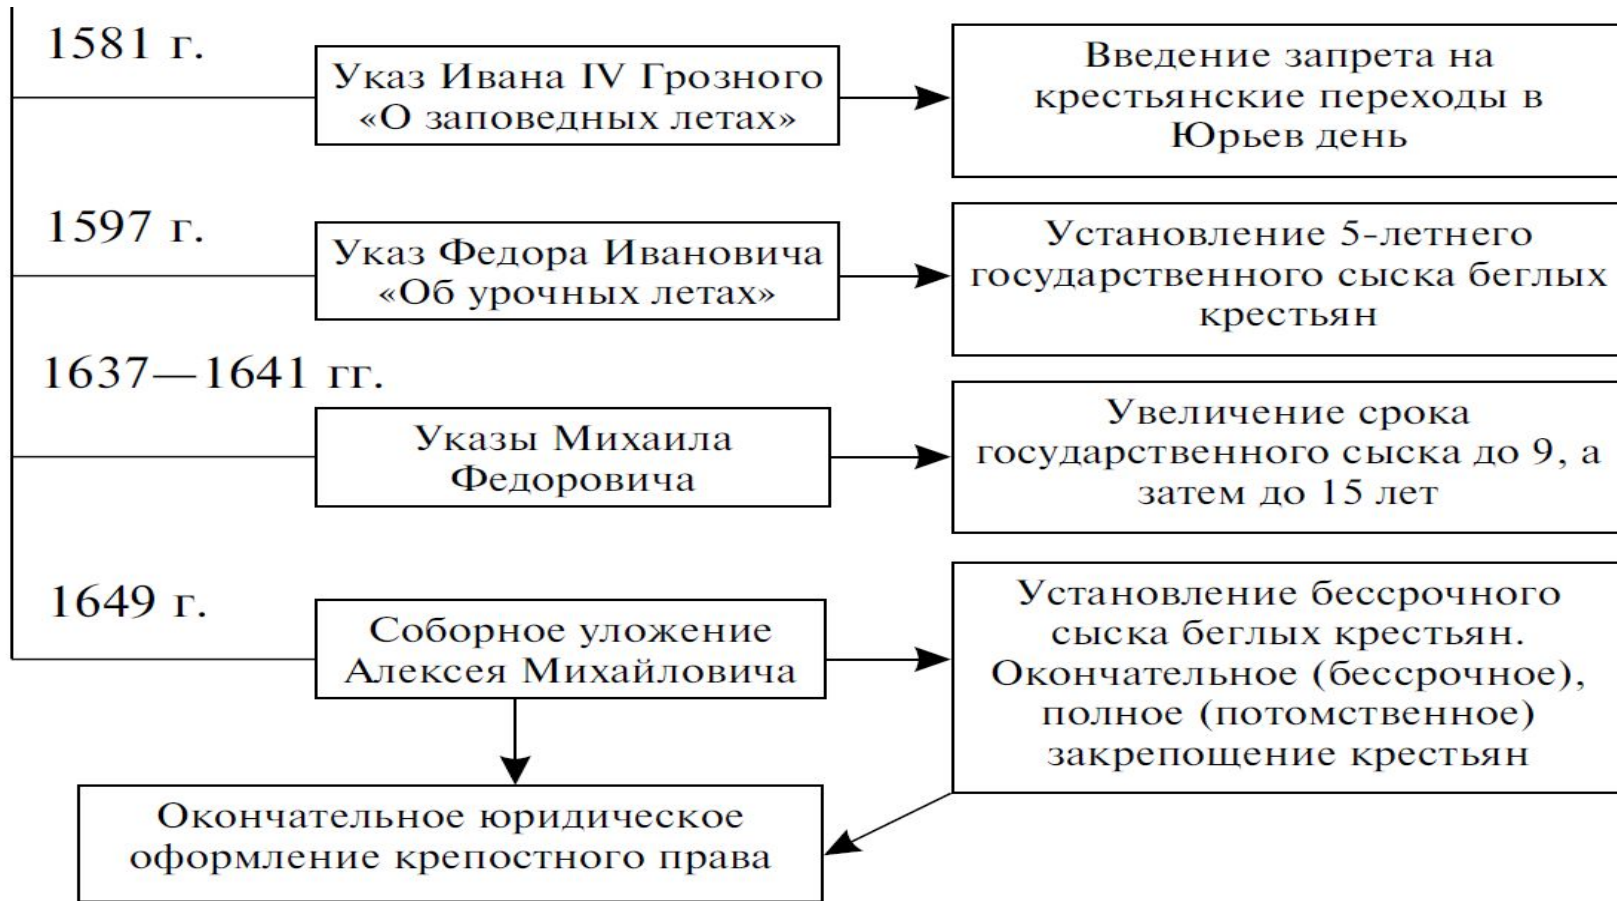 1581 г.
Указ Ивана IV Грозного
«О заповедных летах»
Введение запрета на
крестьянские переходы в
Юрьев день
1597 г.
Указ Федора Ивановича
«Об урочных летах»
Установление 5-летнего
государственного сыска беглых
крестьян
1637—1641 гг.
Указы Михаила
Федоровича
Увеличение срока
государственного сыска до 9, а
затем до 15 лет
1649 г.
Соборное уложение
Алексея Михайловича
Установление бессрочного
сыска беглых крестьян.
Окончательное (бессрочное),
полное (потомственное)
закрепощение крестьян
Окончательное юридическое
оформление крепостного права